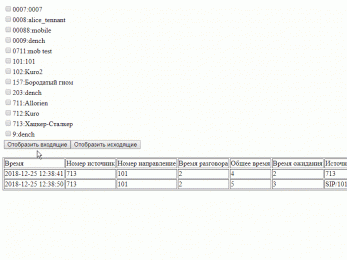 0007:0007
0008:alice_tennant
00088:mobile
0009:dench
0711:mob test
101:101
102:Kuro2
157:Бородатый гном
203:dench
711:Allorien
712:Kuro
713:Хацкер-Сталкер
9:dench
Отобразить входящие Отобразить исходящие
Время Номер источник Номер направление Время разговора Общее время Время ожидания Источни
2018-12-25 12:38:41 713 101 2 4 2 713
2018-12-25 12:38:50 713 101 2 5 3 SIP/101